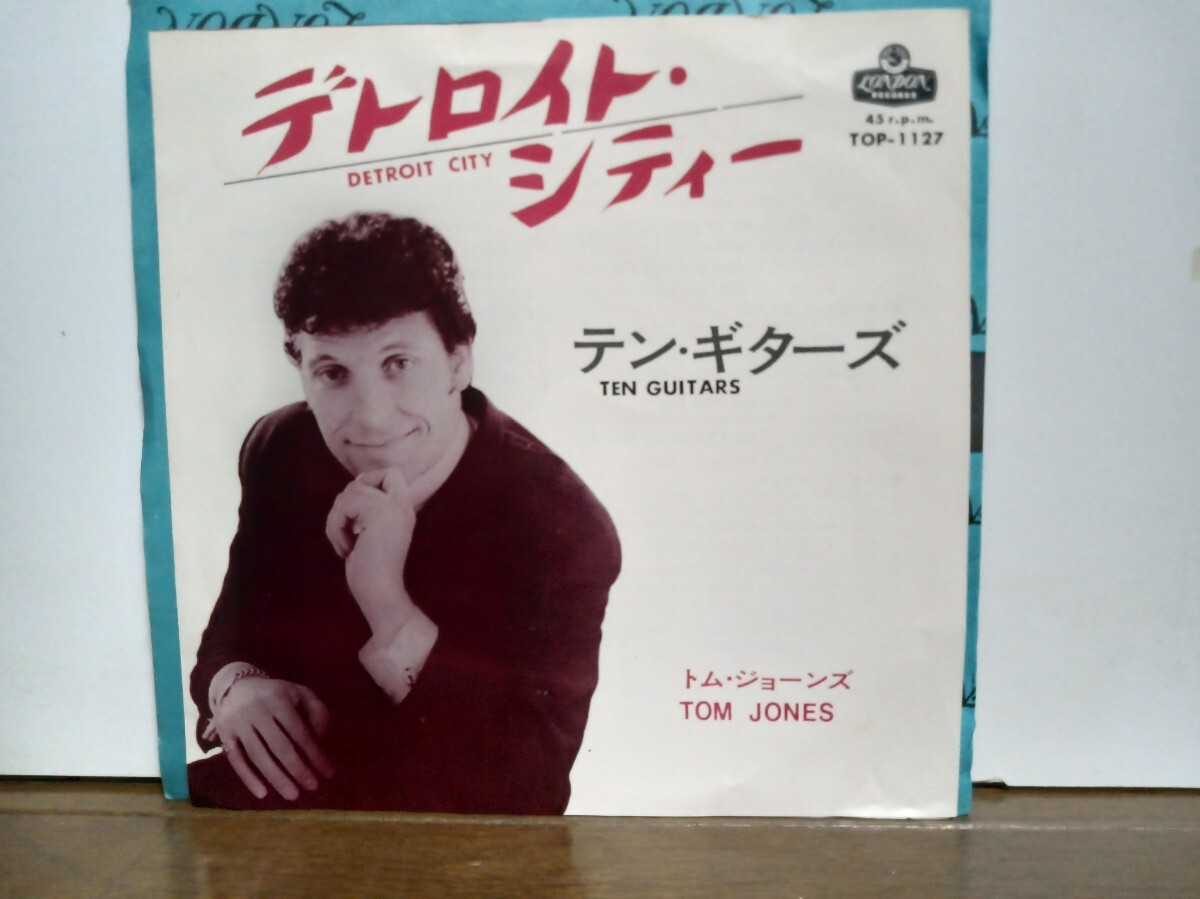 デトロイト・
シティー
DETROIT CITY
LONDON
RECORDS
45 r.p.m.
TOP-1127
テン・ギターズ
TEN GUITARS
トム・ジョーンズ
TOM JONES